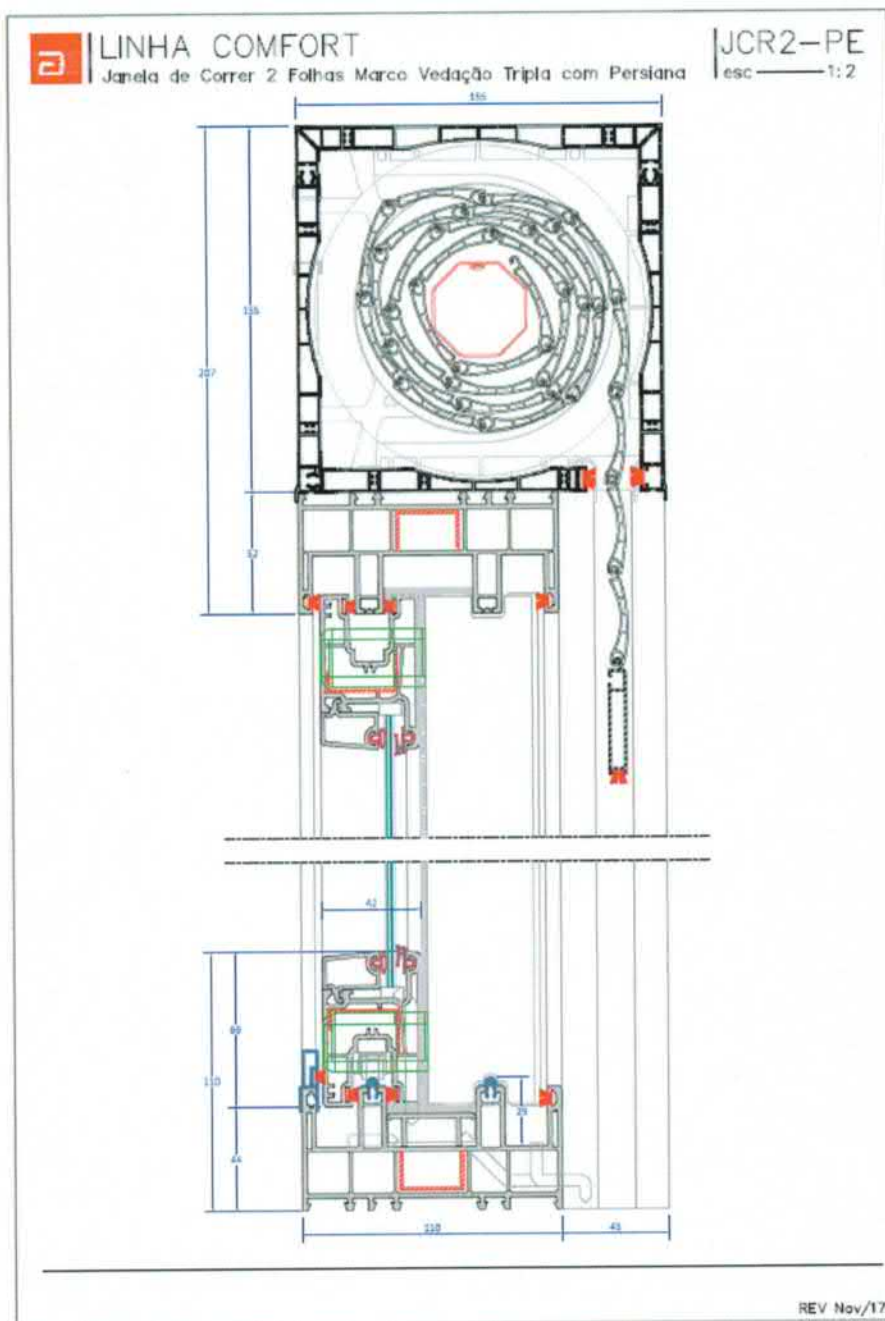 LINHA COMFORT
Janela de Correr 2 Folhas Marco Vedação Tripla com Persiana
JCR2-PE
esc 1:2
155
155
207
52
42
66
110
44
29
110
45
REV Nov/17